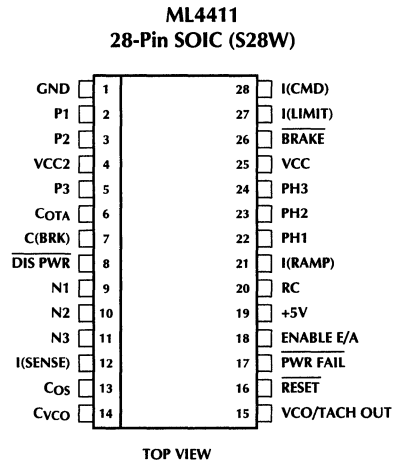 ML4411
28-Pin SOIC (S28W)
GND 1 28 I(CMD)
P1 2 27 I(LIMIT)
P2 3 26 BRAKE
VCC2 4 25 VCC
P3 5 24 PH3
COTA 6 23 PH2
C(BRK) 7 22 PH1
DIS PWR 8 21 I(RAMP)
N1 9 20 RC
N2 10 19 +5V
N3 11 18 ENABLE E/A
I(SENSE) 12 17 PWR FAIL
COS 13 16 RESET
CVCO 14 15 VCO/TACH OUT
TOP VIEW